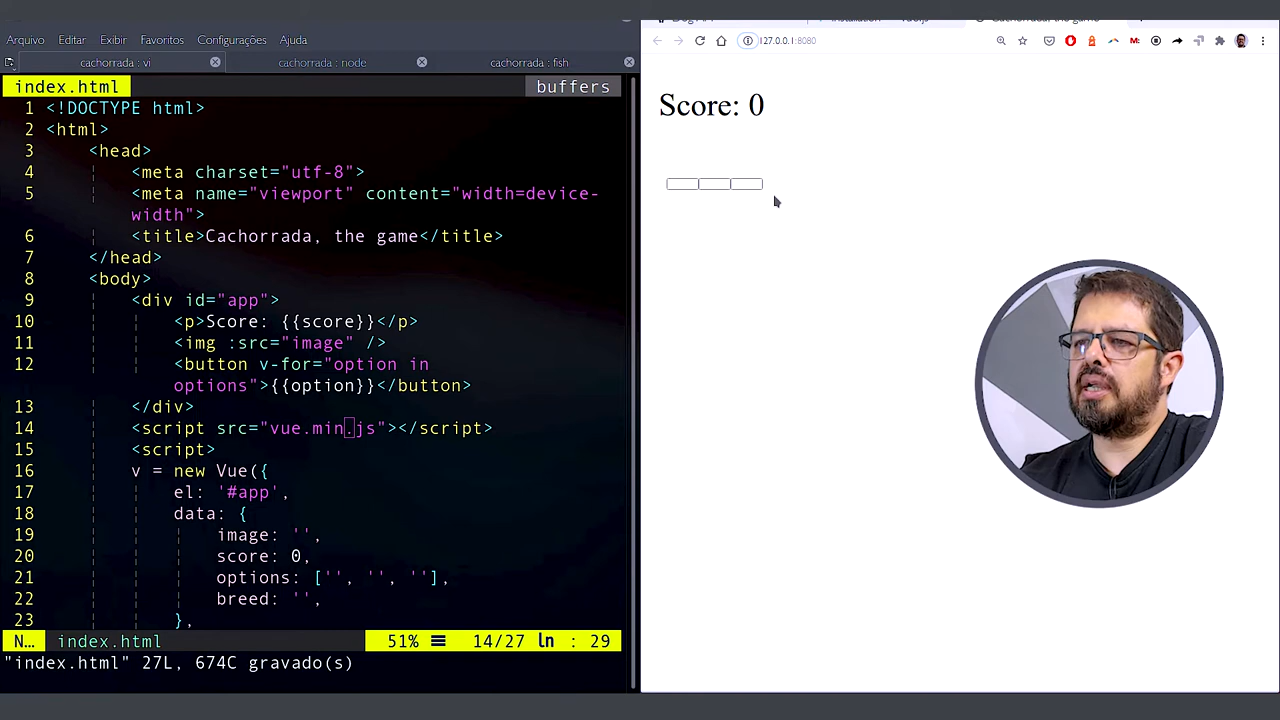 Arquivo Editar Exibir Favoritos Configurações Ajuda
cachorrada : vi cachorrada : node cachorrada : fish
index.html buffers
1 <!DOCTYPE html>
2 <html>
3 <head>
4 <meta charset="utf-8">
5 <meta name="viewport" content="width=device-
width">
6 <title>Cachorrada, the game</title>
7 </head>
8 <body>
9 <div id="app">
10 <p>Score: {{score}}</p>
11 <img :src="image" />
12 <button v-for="option in
options">{{option}}</button>
13 </div>
14 <script src="vue.min.js"></script>
15 <script>
16 v = new Vue({
17 el: '#app',
18 data: {
19 image: '',
20 score: 0,
21 options: ['', '', ''],
22 breed: '',
23 },
N... index.html 51% 14/27 ln : 29
"index.html" 27L, 674C gravado(s)
127.0.0.1:8080
Score: 0